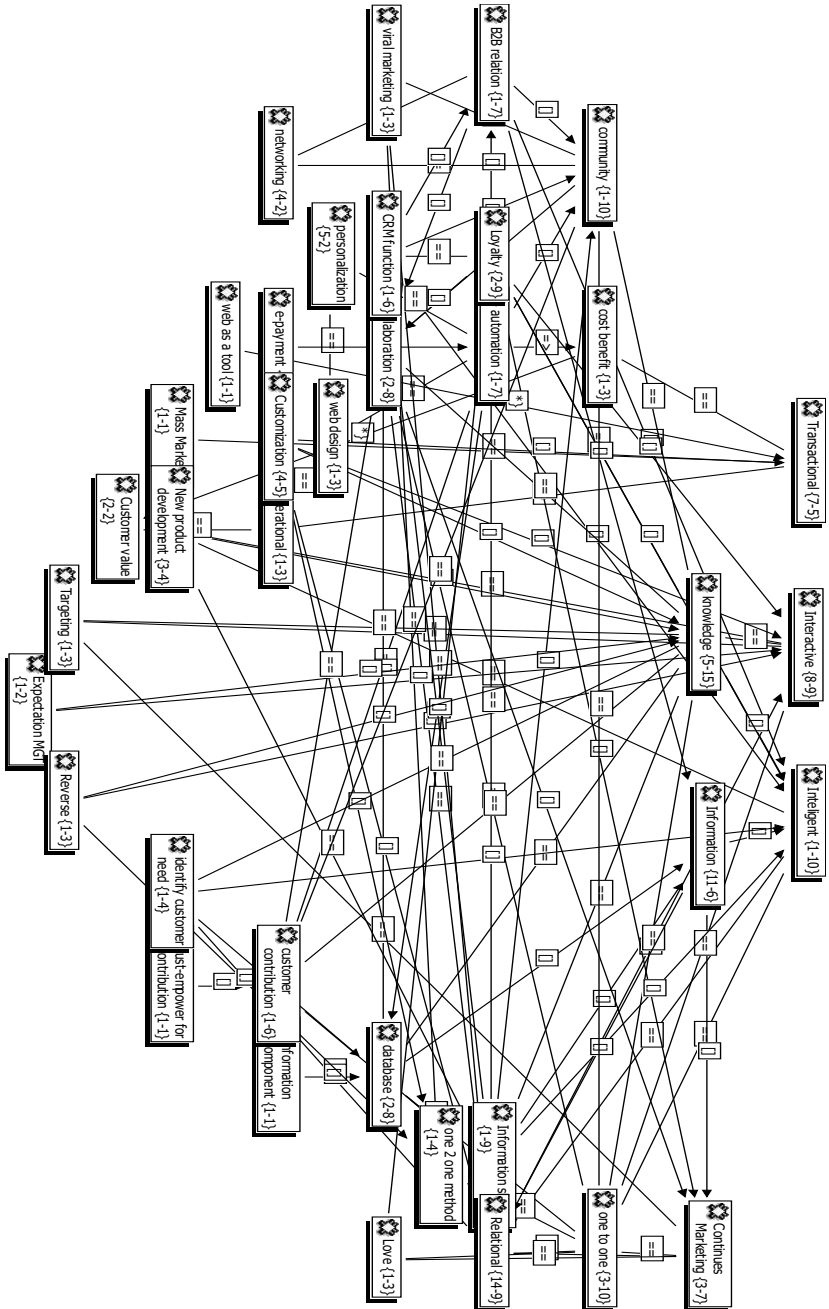 Transactional {7-5}
Interactive {8-9}
Inteligent {1-10}
knowledge {5-15}
Information {11-6}
Continues
Marketing {3-7}
community {1-10}
cost benefit {1-3}
one to one {3-10}
B2B relation {1-7}
Loyalty {2-9}
automation {1-7}
Information s
{1-9}
Relational {14-9}
one 2 one method
{1-4}
viral marketing {1-3}
CRM function {1-6}
laboration {2-8}
database {2-8}
Love {1-3}
personalization
{5-2}
web design {1-3}
networking {4-2}
e-payment
Customization {4-5}
erational {1-3}
customer
contribution {1-6}
nformation
omponent {1-1}
web as a tool {1-1}
Mass Marke
{1-1}
New product
development {3-4}
identify customer
need {1-4}
ust-empower for
ontribution {1-1}
Customer value
{2-2}
Targeting {1-3}
Reverse {1-3}
Expectation MGT
{1-2}